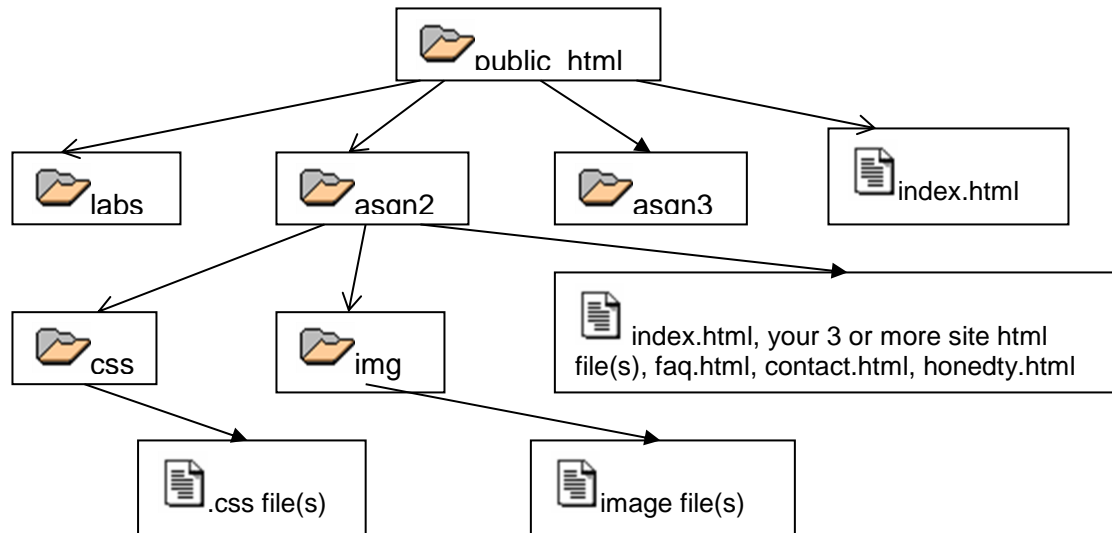 public_html
labs
asgn2
asgn3
index.html
css
img
index.html, your 3 or more site html
file(s), faq.html, contact.html, honedty.html
.css file(s)
image file(s)